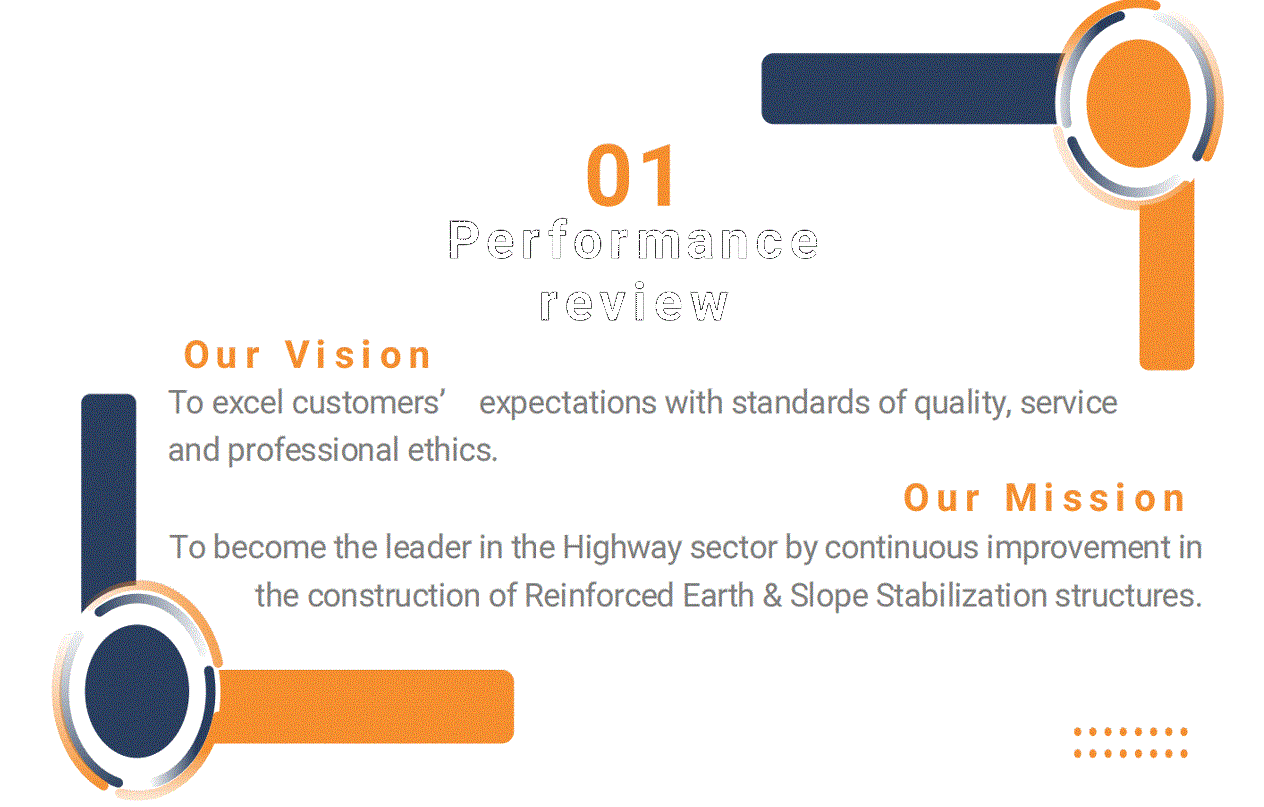 01
Performance
review
Our Vision
To excel customers’ expectations with standards of quality, service
and professional ethics.
Our Mission
To become the leader in the Highway sector by continuous improvement in
the construction of Reinforced Earth & Slope Stabilization structures.